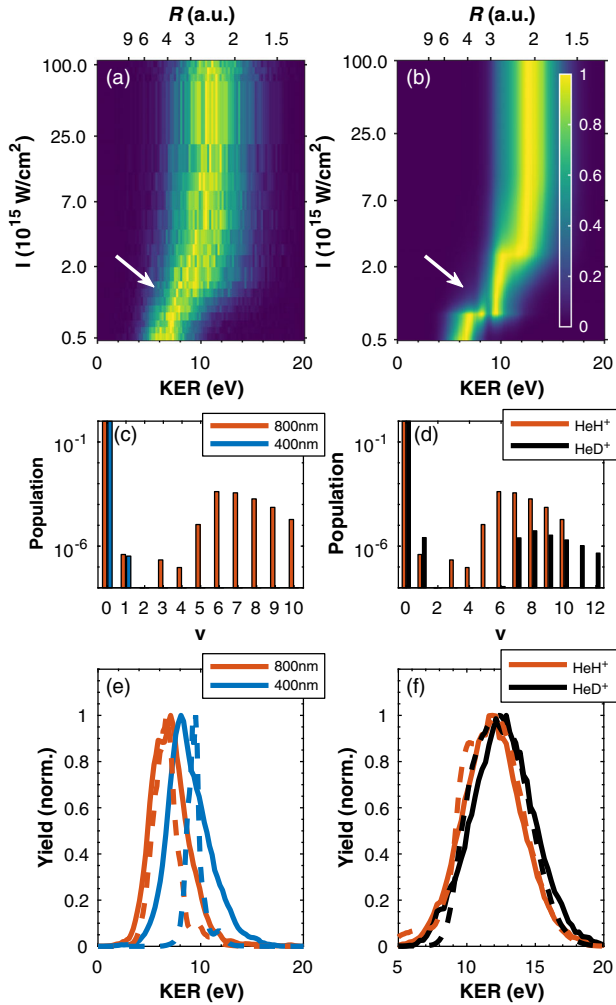 R (a.u.) R (a.u.)
9 6 4 3 2 1.5 9 6 4 3 2 1.5
(a) (b)
100.0 100.0
25.0 25.0
7.0 7.0
2.0 2.0
0.5 0.5
I (10^15 W/cm^2) I (10^15 W/cm^2)
1
0.8
0.6
0.4
0.2
0
0 10 20 0 10 20
KER (eV) KER (eV)
(c) 800nm 400nm
(d) HeH+ HeD+
10^-1 10^-1
10^-6 10^-6
Population Population
0 1 2 3 4 5 6 7 8 9 10 0 2 4 6 8 10 12
v v
(e) 800nm 400nm
(f) HeH+ HeD+
1 1
0.8 0.8
0.6 0.6
0.4 0.4
0.2 0.2
0 0
Yield (norm.) Yield (norm.)
0 10 20 5 10 15 20
KER (eV) KER (eV)